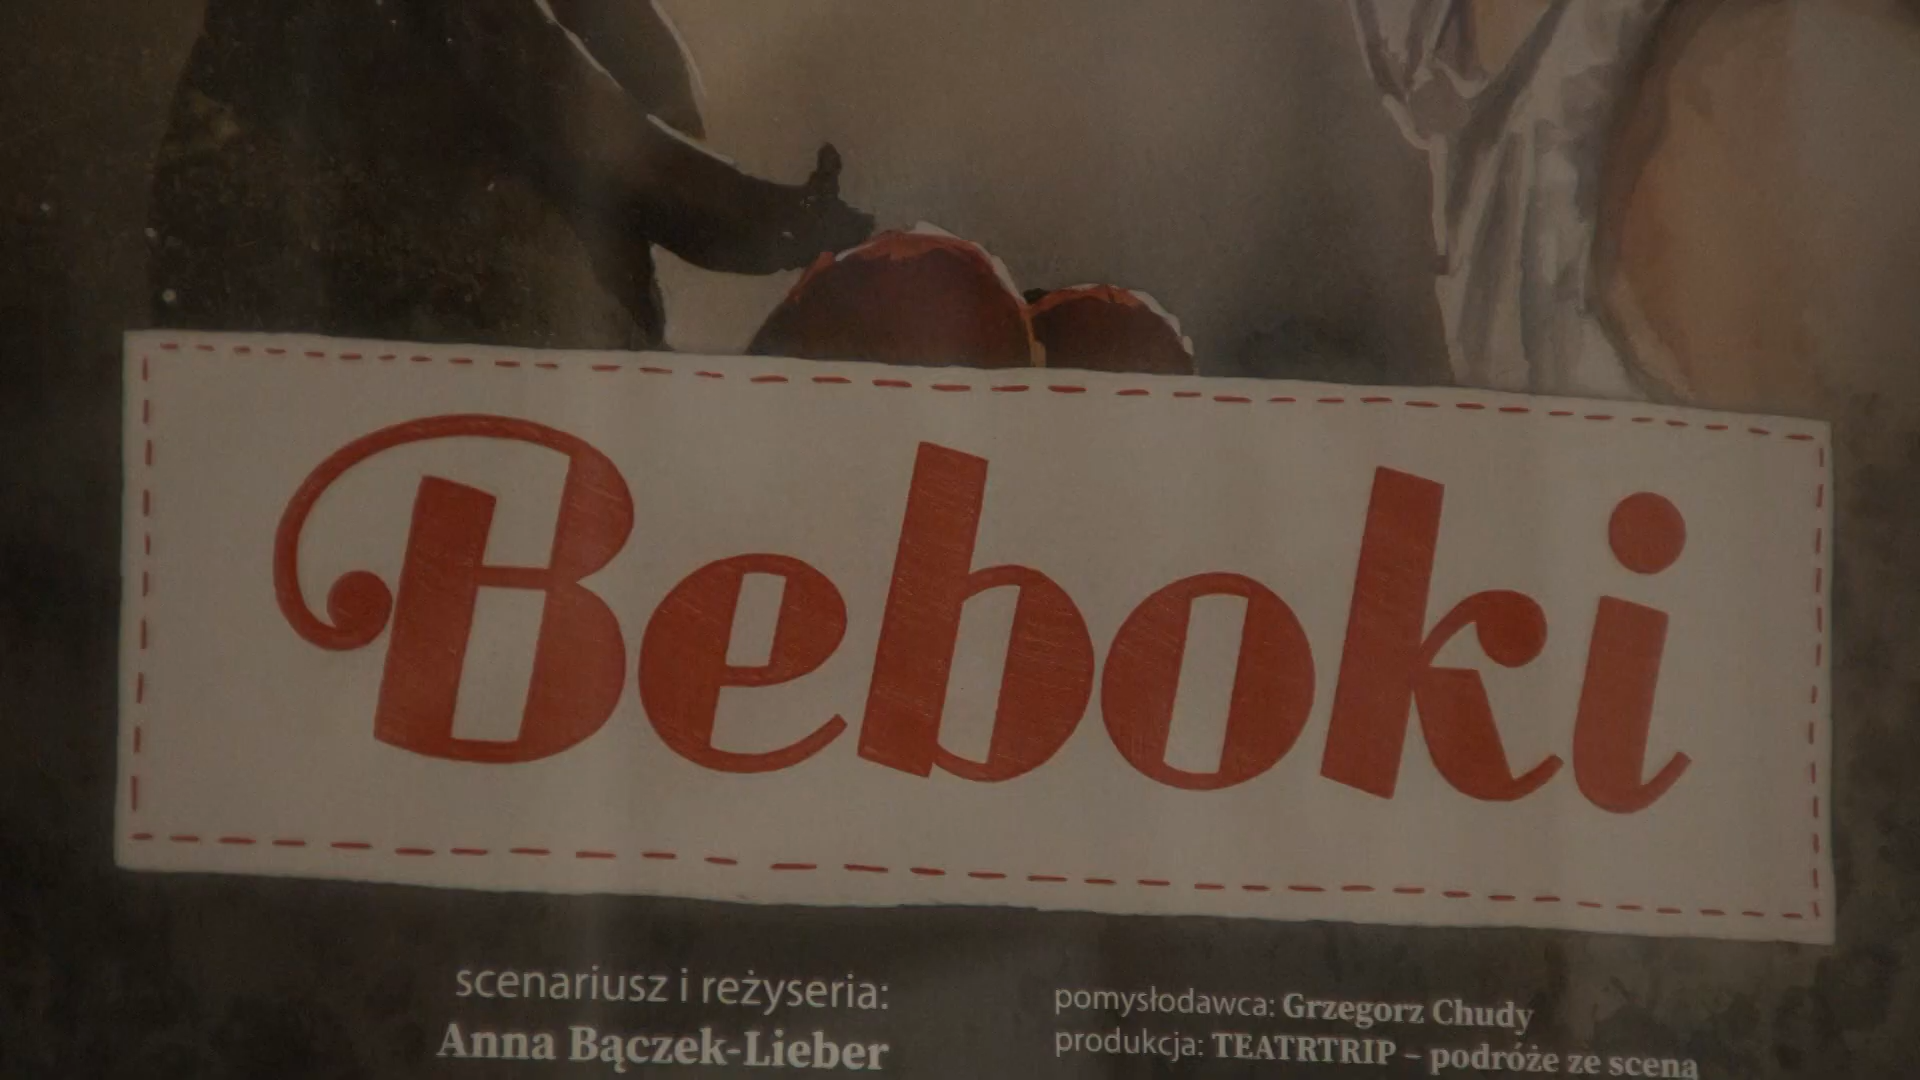 Beboki
scenariusz i reżyseria:
Anna Bączek-Lieber
pomysłodawca: Grzegorz Chudy
produkcja: TEATRTRIP – podróże ze sceną